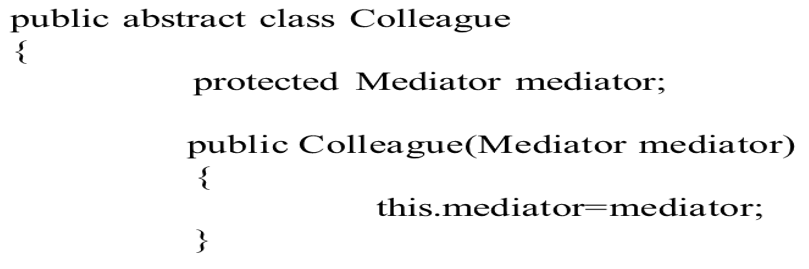 public abstract class Colleague
{
protected Mediator mediator;
public Colleague(Mediator mediator)
{
this.mediator=mediator;
}